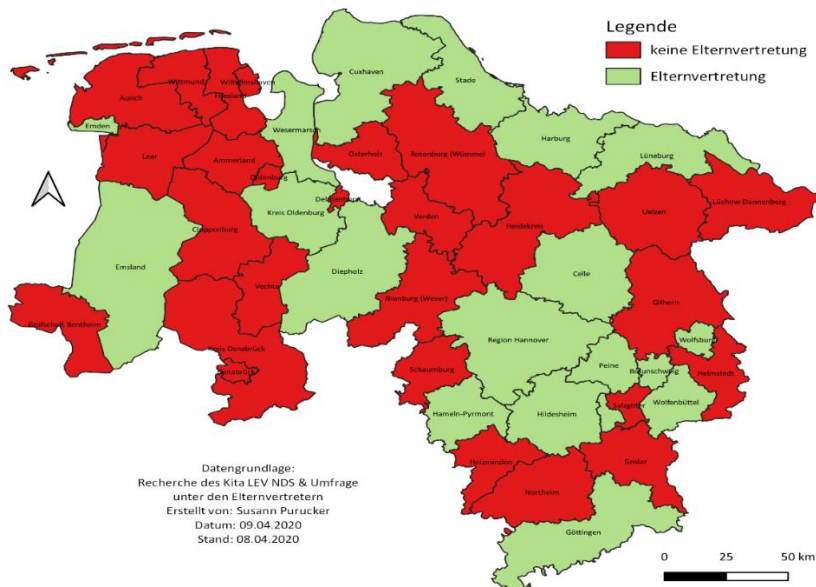 Legende
keine Elternvertretung
Elternvertretung
Cuxhaven
Stade
Wittmund
Wilhelmshaven
Friesland
Aurich
Emden
Wesermarsch
Harburg
Leer
Ammerland
Osterholz
Rotenburg (Wümme)
Lüneburg
Oldenburg
Delmenhorst
Kreis Oldenburg
Verden
Heidekreis
Uelzen
Lüchow-Dannenberg
Cloppenburg
Emsland
Diepholz
Celle
Vechta
Nienburg (Weser)
Gifhorn
Grafschaft Bentheim
Region Hannover
Wolfsburg
Kreis Osnabrück
Osnabrück
Schaumburg
Peine
Braunschweig
Helmstedt
Hameln-Pyrmont
Hildesheim
Salzgitter
Wolfenbüttel
Holzminden
Goslar
Northeim
Göttingen
Datengrundlage:
Recherche des Kita LEV NDS & Umfrage
unter den Elternvertretern
Erstellt von: Susann Purucker
Datum: 09.04.2020
Stand: 08.04.2020
0 25 50 km